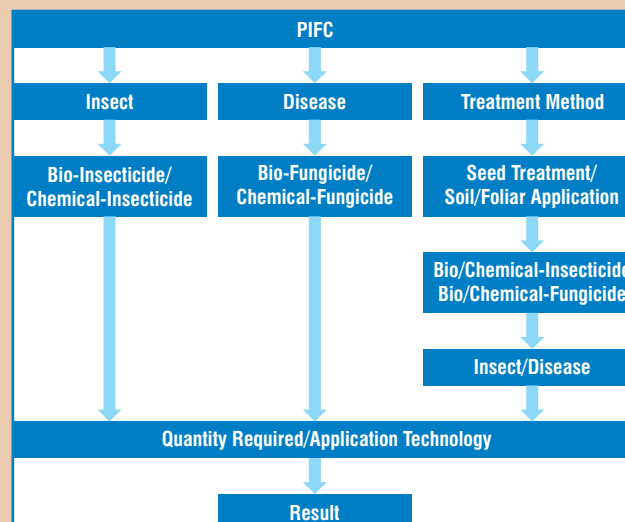 PIFC
Insect
Disease
Treatment Method
Bio-Insecticide/
Chemical-Insecticide
Bio-Fungicide/
Chemical-Fungicide
Seed Treatment/
Soil/Foliar Application
Bio/Chemical-Insecticide
Bio/Chemical-Fungicide
Insect/Disease
Quantity Required/Application Technology
Result